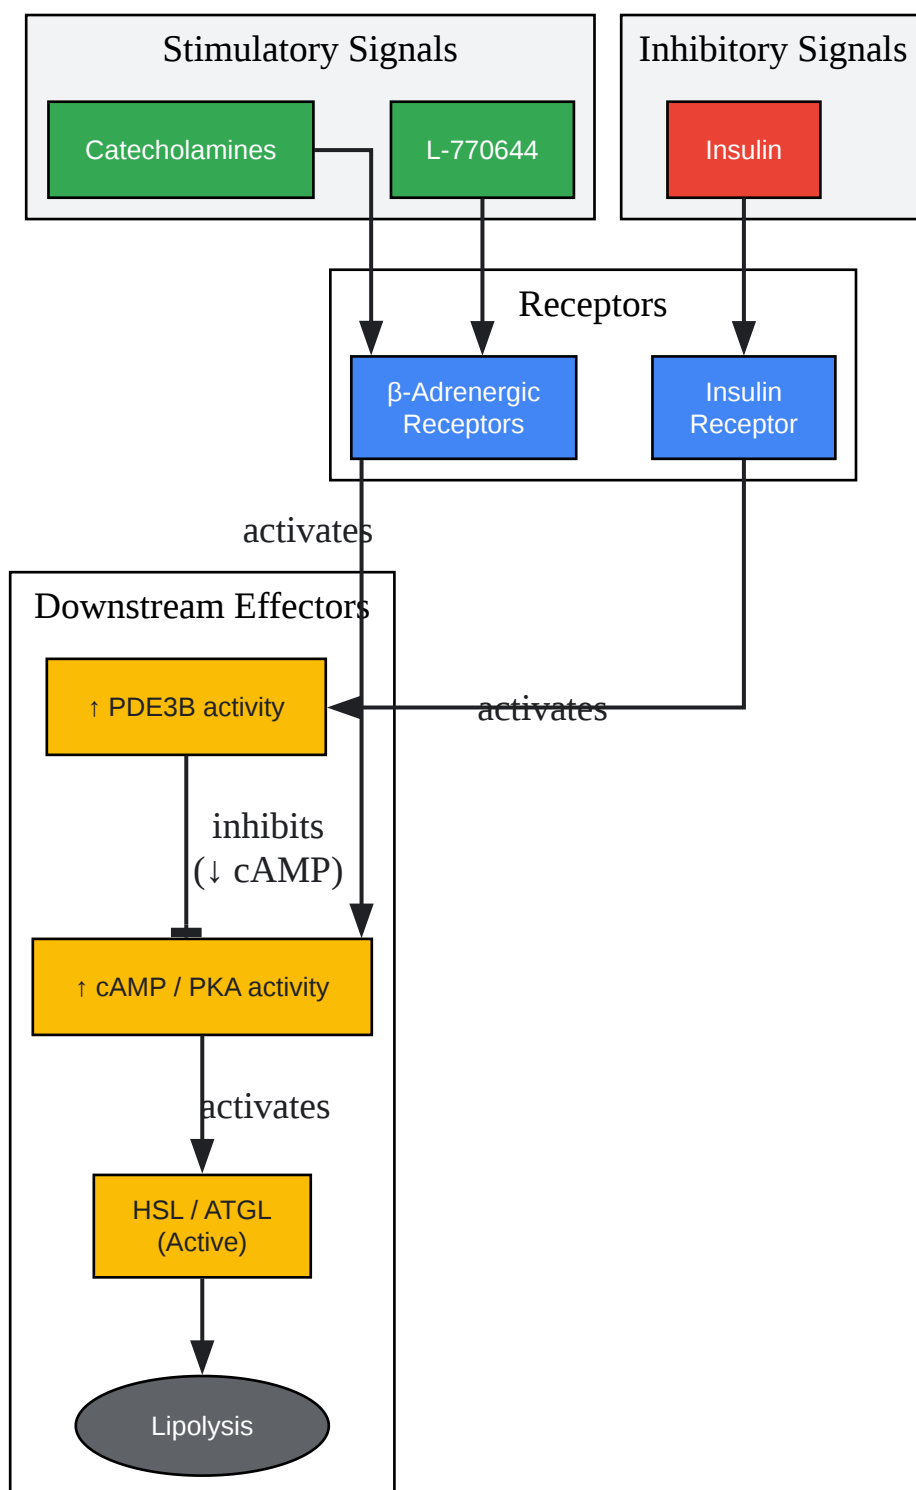 Stimulatory Signals
Inhibitory Signals
Catecholamines
L-770644
Insulin
Receptors
β-Adrenergic
Receptors
Insulin
Receptor
activates
Downstream Effectors
↑ PDE3B activity
activates
inhibits
(↓ cAMP)
↑ cAMP / PKA activity
activates
HSL / ATGL
(Active)
Lipolysis